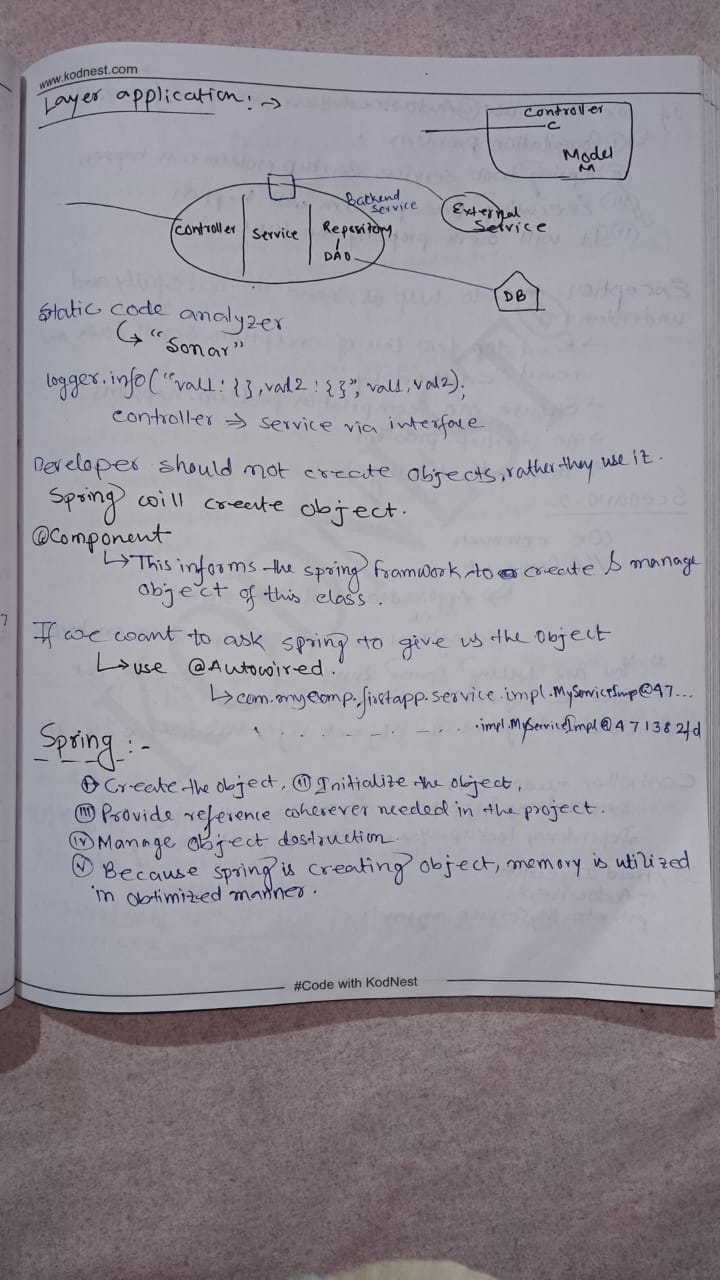 www.kodnest.com
Layer application:→
Controller
C
Model
M
Backend
service
Controller
Service
Repository
DAO
External
Service
DB
Static code analyzer
↳ "Sonar"
logger.info("val1:{}, val2:{}", val1, val2);
controller ⇒ service via interface
Developer should not create objects, rather they use it.
Spring will create object.
@Component
↳ This informs the spring framwork to create & manage
object of this class.
If we want to ask spring to give us the object
↳ use @Autowired.
↳ com.mycomp.firstapp.service.impl.MyServiceImp@47...
.impl.MyServiceImpl@471382fd
Spring:-
(i) Create the object, (ii) Initialize the object,
(iii) Provide reference wherever needed in the project.
(iv) Manage object destruction.
(v) Because spring is creating object, memory is utilized
in obtimized manner.
#Code with KodNest
KODNEST